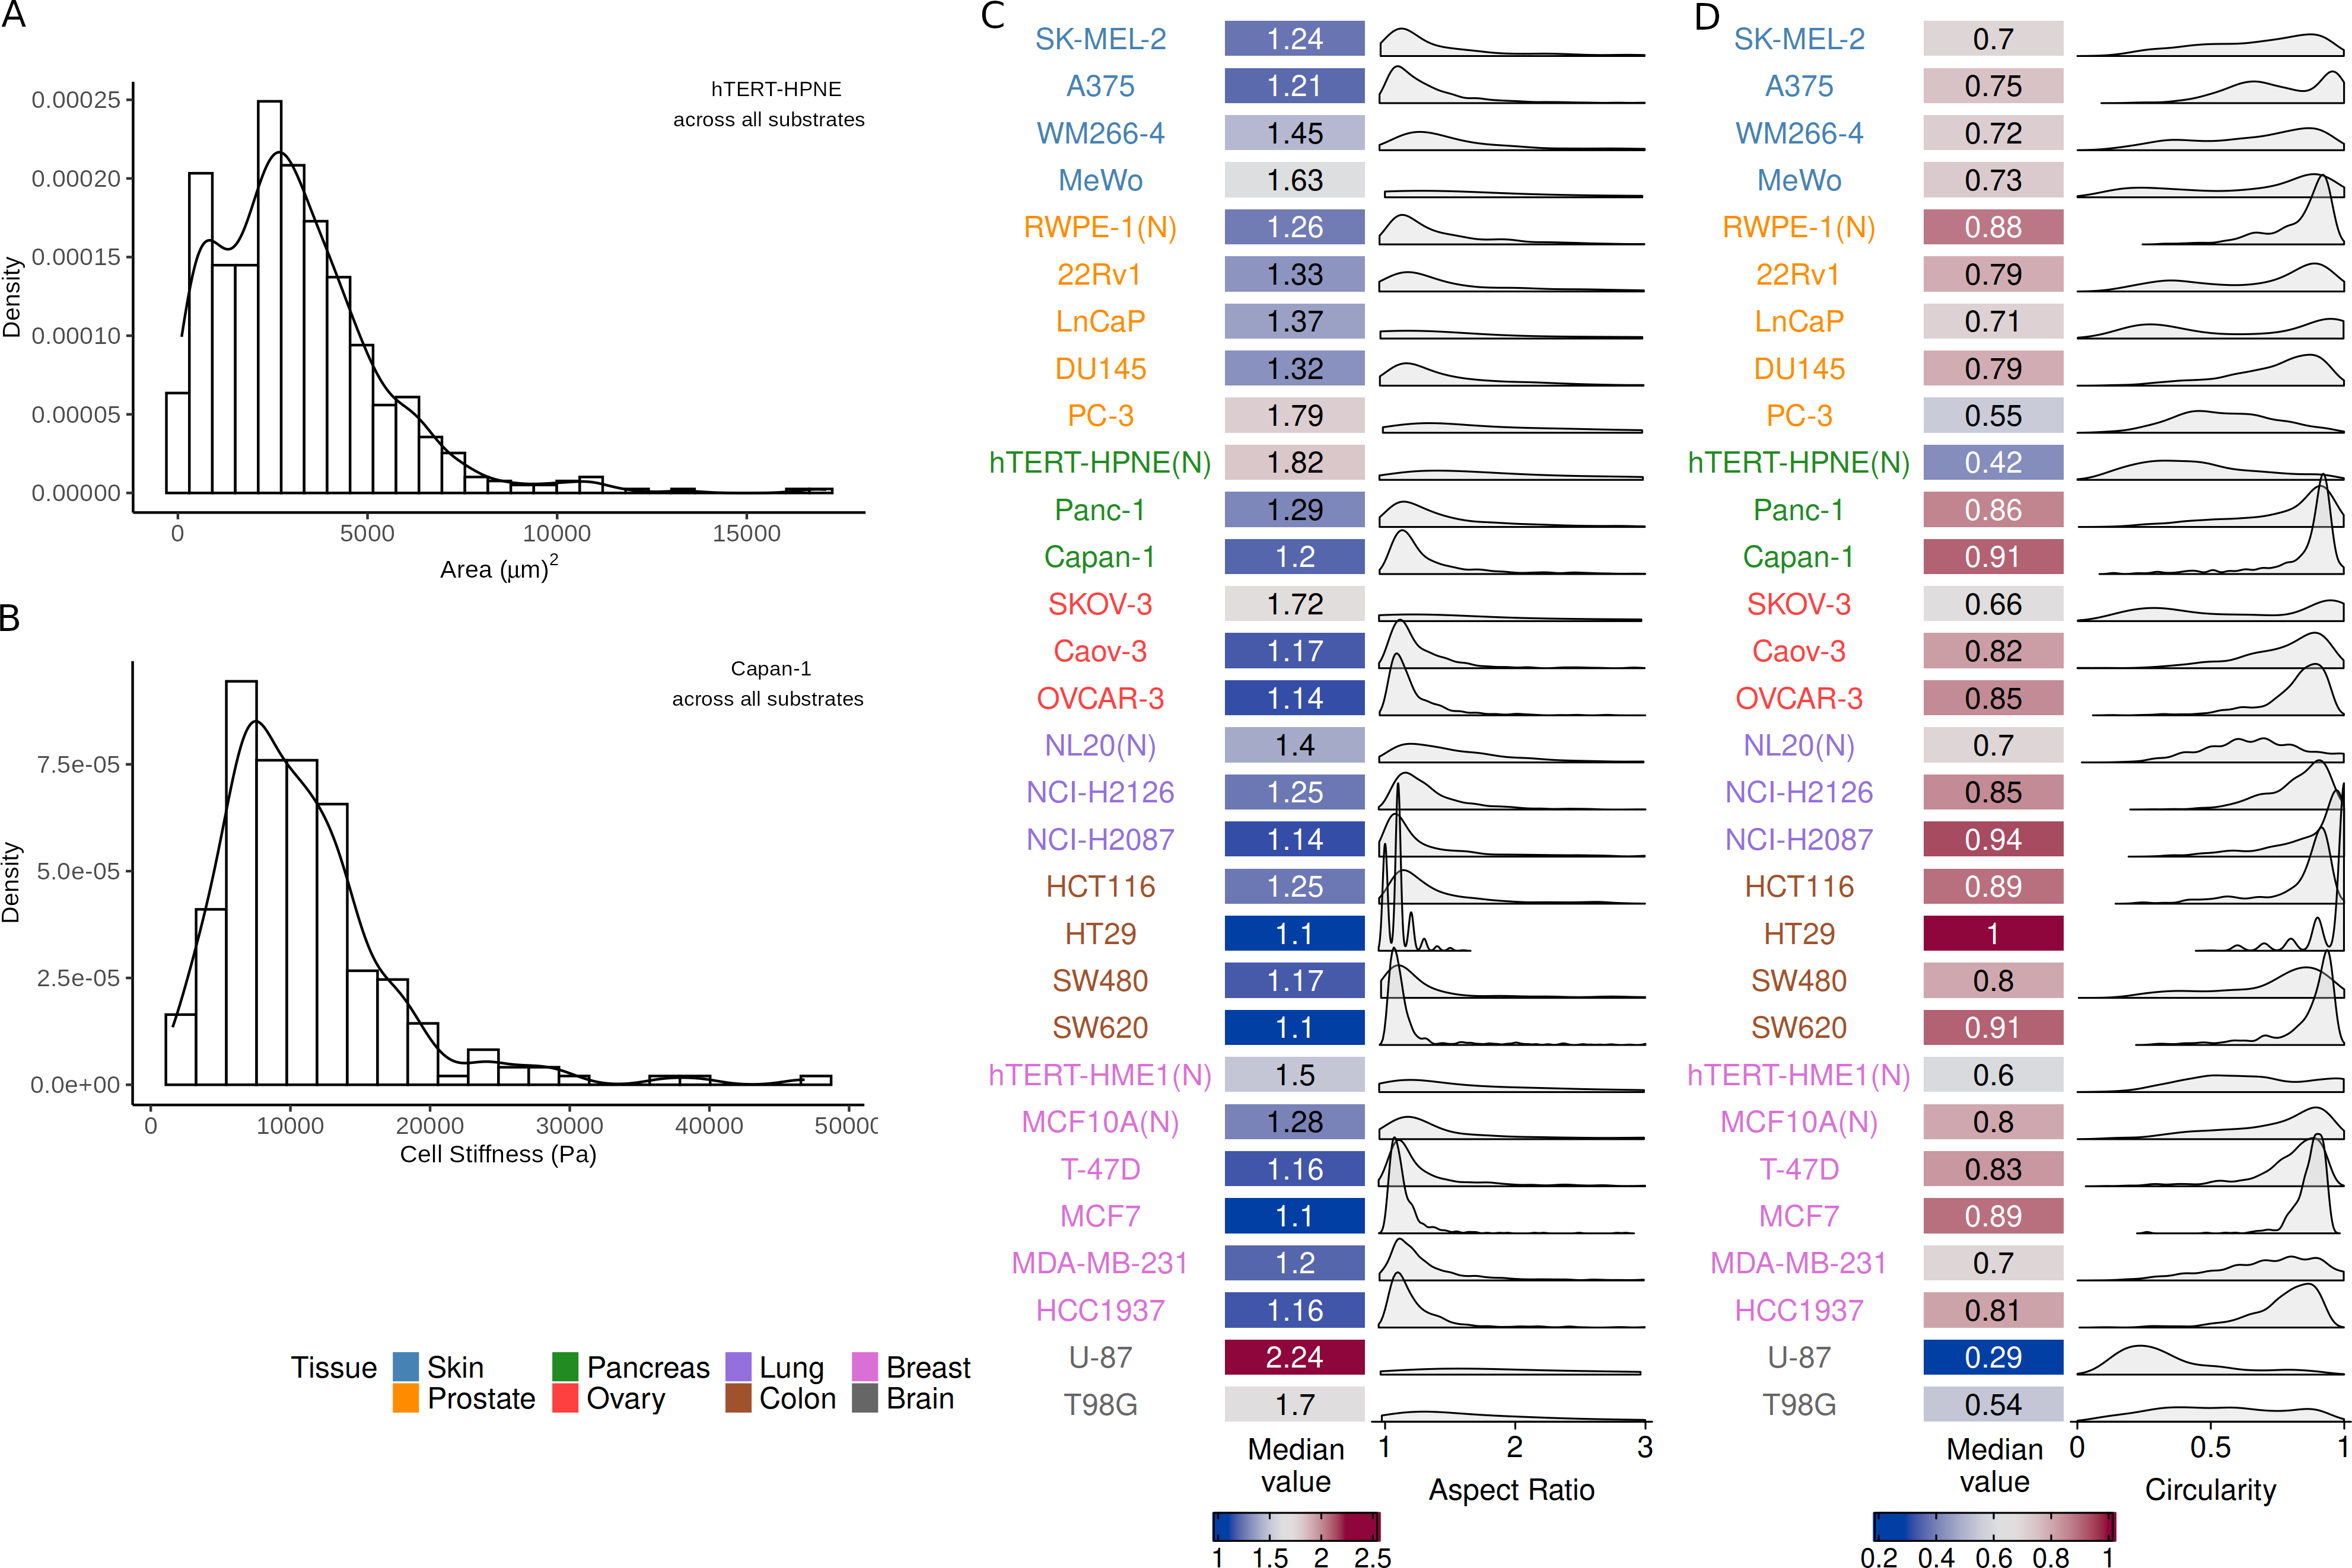 A
hTERT-HPNE
across all substrates
0.00025
0.00020
0.00015
0.00010
0.00005
0.00000
Density
0 5000 10000 15000
Area (μm)2
B
Capan-1
across all substrates
7.5e-05
5.0e-05
2.5e-05
0.0e+00
Density
0 10000 20000 30000 40000 5000
Cell Stiffness (Pa)
Tissue Skin Pancreas Lung Breast
Prostate Ovary Colon Brain
C
SK-MEL-2 1.24
A375 1.21
WM266-4 1.45
MeWo 1.63
RWPE-1(N) 1.26
22Rv1 1.33
LnCaP 1.37
DU145 1.32
PC-3 1.79
hTERT-HPNE(N) 1.82
Panc-1 1.29
Capan-1 1.2
SKOV-3 1.72
Caov-3 1.17
OVCAR-3 1.14
NL20(N) 1.4
NCI-H2126 1.25
NCI-H2087 1.14
HCT116 1.25
HT29 1.1
SW480 1.17
SW620 1.1
hTERT-HME1(N) 1.5
MCF10A(N) 1.28
T-47D 1.16
MCF7 1.1
MDA-MB-231 1.2
HCC1937 1.16
U-87 2.24
T98G 1.7
Median
value
1 2 3
Aspect Ratio
1 1.5 2 2.5
D
SK-MEL-2 0.7
A375 0.75
WM266-4 0.72
MeWo 0.73
RWPE-1(N) 0.88
22Rv1 0.79
LnCaP 0.71
DU145 0.79
PC-3 0.55
hTERT-HPNE(N) 0.42
Panc-1 0.86
Capan-1 0.91
SKOV-3 0.66
Caov-3 0.82
OVCAR-3 0.85
NL20(N) 0.7
NCI-H2126 0.85
NCI-H2087 0.94
HCT116 0.89
HT29 1
SW480 0.8
SW620 0.91
hTERT-HME1(N) 0.6
MCF10A(N) 0.8
T-47D 0.83
MCF7 0.89
MDA-MB-231 0.7
HCC1937 0.81
U-87 0.29
T98G 0.54
Median
value
0 0.5 1
Circularity
0.2 0.4 0.6 0.8 1